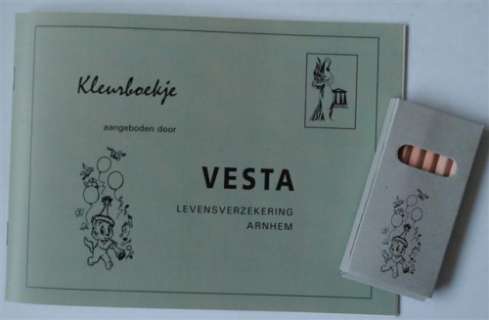 Kleurboekje
aangeboden door
VESTA
LEVENSVERZEKERING
ARNHEM